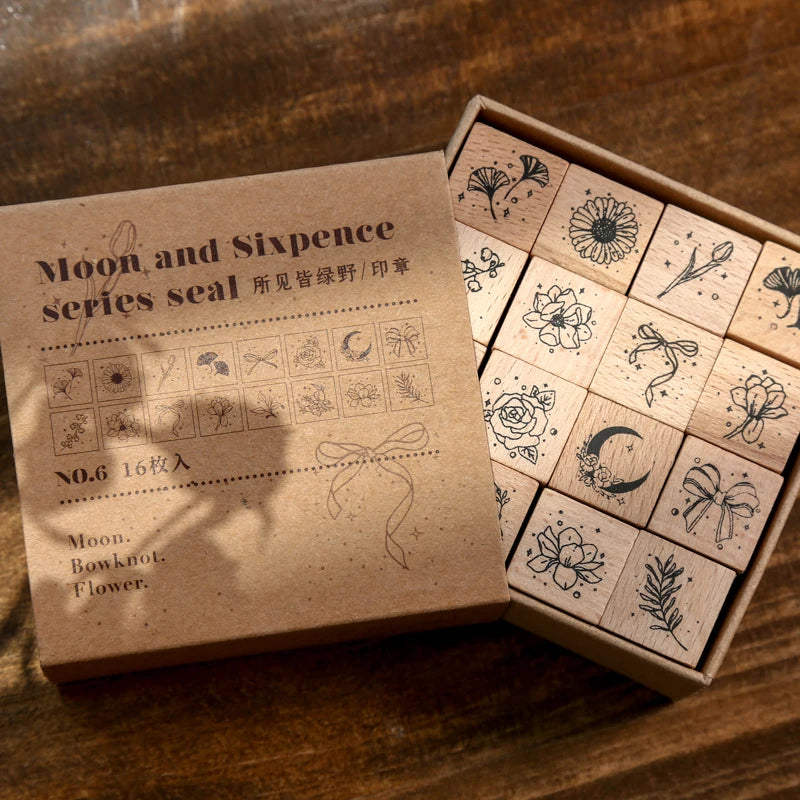 Moon and Sixpence
series seal 所见皆绿野/印章
NO.6 16枚入
Moon.
Bowknot.
Flower.